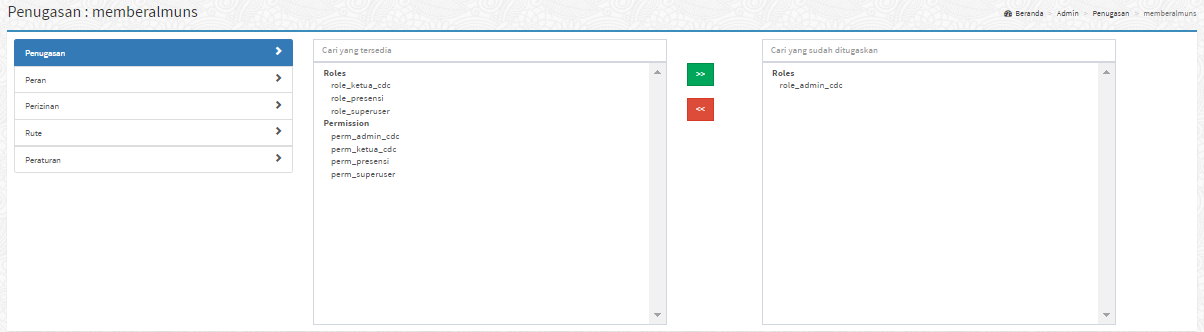 Penugasan : memberalmuns
Beranda > Admin > Penugasan > memberalmuns
Penugasan
Peran
Perizinan
Rute
Peraturan
Cari yang tersedia
Roles
role_ketua_cdc
role_presensi
role_superuser
Permission
perm_admin_cdc
perm_ketua_cdc
perm_presensi
perm_superuser
>>
<<
Cari yang sudah ditugaskan
Roles
role_admin_cdc